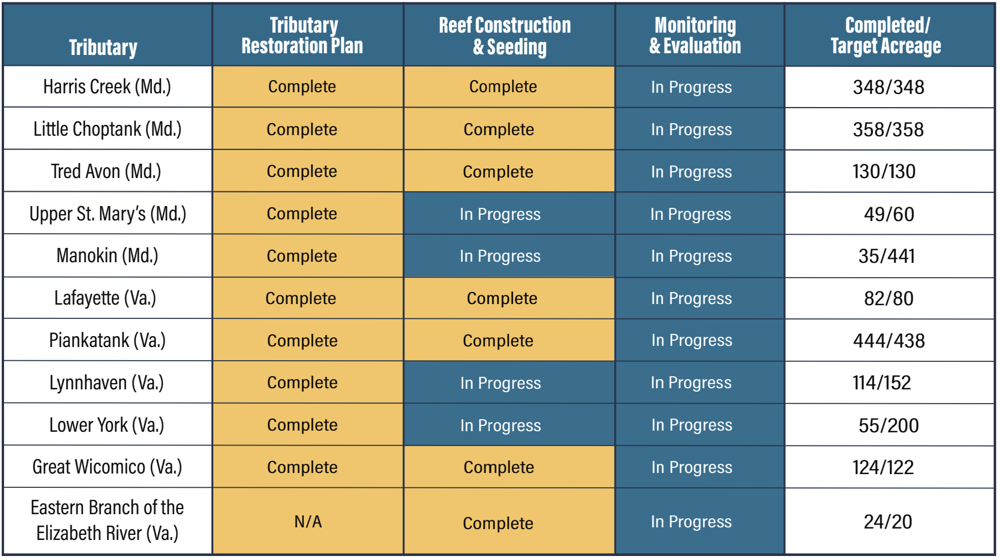 Tributary
Tributary
Restoration Plan
Reef Construction
& Seeding
Monitoring
& Evaluation
Completed/
Target Acreage
Harris Creek (Md.) Complete Complete In Progress 348/348
Little Choptank (Md.) Complete Complete In Progress 358/358
Tred Avon (Md.) Complete Complete In Progress 130/130
Upper St. Mary's (Md.) Complete In Progress In Progress 49/60
Manokin (Md.) Complete In Progress In Progress 35/441
Lafayette (Va.) Complete Complete In Progress 82/80
Piankatank (Va.) Complete Complete In Progress 444/438
Lynnhaven (Va.) Complete In Progress In Progress 114/152
Lower York (Va.) Complete In Progress In Progress 55/200
Great Wicomico (Va.) Complete Complete In Progress 124/122
Eastern Branch of the
Elizabeth River (Va.) N/A Complete In Progress 24/20